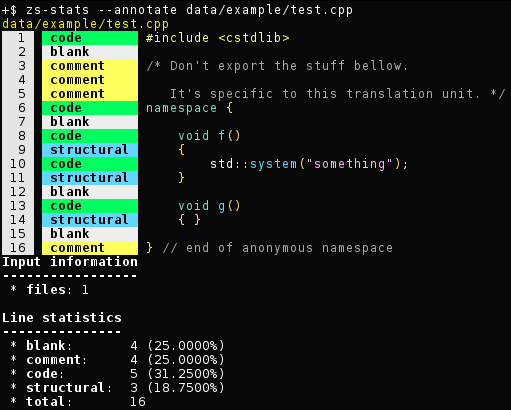 +$ zs-stats --annotate data/example/test.cpp
data/example/test.cpp
1 code #include <cstdlib>
2 blank
3 comment /* Don't export the stuff bellow.
4 comment
5 comment It's specific to this translation unit. */
6 code namespace {
7 blank
8 code void f()
9 structural {
10 code std::system("something");
11 structural }
12 blank
13 code void g()
14 structural { }
15 blank
16 comment } // end of anonymous namespace
Input information
-----------------
* files: 1
Line statistics
---------------
* blank: 4 (25.0000%)
* comment: 4 (25.0000%)
* code: 5 (31.2500%)
* structural: 3 (18.7500%)
* total: 16